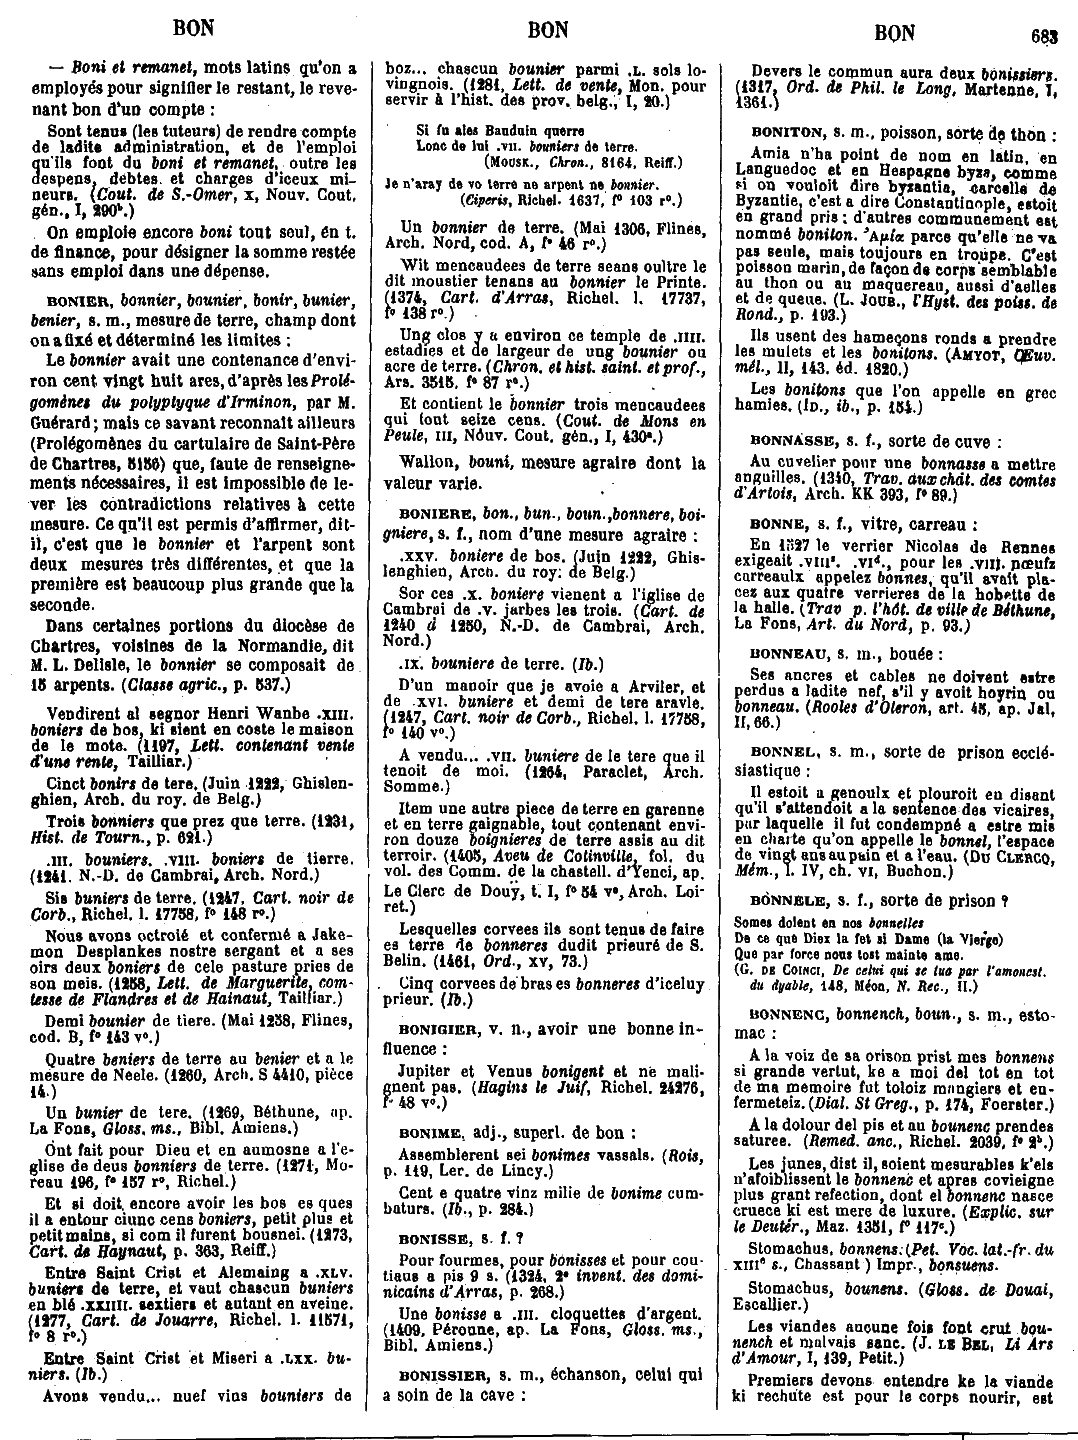 BON
BON
BON
683
— Boni et remanet, mots latins qu'on a
employés pour signifier le restant, le reve-
nant bon d'un compte :
Sont tenus (les tuteurs) de rendre compte
de ladite administration, et de l'emploi
qu'ils font du boni et remanet, outre les
despens, debtes, et charges d'iceux mi-
neurs. (Cout. de S.-Omer, x, Nouv. Cout.
gén., I, 290b.)
On emploie encore boni tout seul, én t.
de finance, pour désigner la somme restée
sans emploi dans une dépense.
BONIER, bonnier, bounier, bonir, bunier,
benier, s. m., mesure de terre, champ dont
on a fixé et déterminé les limites :
Le bonnier avait une contenance d'envi-
ron cent vingt huit ares, d'après les Prolé-
gomènes du polyptyque d'Irminon, par M.
Guérard ; mais ce savant reconnaît ailleurs
(Prolégomènes du cartulaire de Saint-Père
de Chartres, §156) que, faute de renseigne-
ments nécessaires, il est impossible de le-
ver les contradictions relatives à cette
mesure. Ce qu'il est permis d'affirmer, dit-
il, c'est que le bonnier et l'arpent sont
deux mesures très différentes, et que la
première est beaucoup plus grande que la
seconde.
Dans certaines portions du diocèse de
Chartres, voisines de la Normandie, dit
M. L. Delisle, le bonnier se composait de
15 arpents. (Classe agric., p. 537.)
Vendirent al segnor Henri Wanbe .XIII.
boniers de bos, ki sient en coste le maison
de le mote. (1197, Lett. contenant vente
d'une rente, Tailliar.)
Cinct bonirs de tere. (Juin 1222, Ghislen-
ghien, Arch. du roy. de Belg.)
Trois bonniers que prez que terre. (1231,
Hist. de Tourn., p. 621.)
.III. bouniers, .VIII. boniers de tierre.
(1241. N.-D. de Cambrai, Arch. Nord.)
Sis buniers de terre. (1247, Cart. noir de
Corb., Richel. l. 17758, f° 148 r°.)
Nous avons octroié et confermé a Jake-
mon Desplankes nostre sergant et a ses
oirs deux boniers de cele pasture pries de
son meis. (1258, Lett. de Marguerite, com-
tesse de Flandres et de Hainaut, Tailliar.)
Demi bounier de tiere. (Mai 1258, Flines,
cod. B, f° 143 v°.)
Quatre beniers de terre au benier et a le
mesure de Neele. (1260, Arch. S 4410, pièce
14.)
Un bunier de tere. (1269, Béthune, ap.
La Fons, Gloss. ms., Bibl. Amiens.)
Ont fait pour Dieu et en aumosne a l'e-
glise de deus bonniers de terre. (1271, Mo-
reau 196, f° 157 r°, Richel.)
Et si doit encore avoir les bos es ques
il a entour ciunc cens boniers, petit plus et
petit mains, si com il furent bousnei. (1273,
Cart. de Haynaut, p. 363, Reiff.)
Entre Saint Crist et Alemaing a .XLV.
buniers de terre, et vaut chascun buniers
en blé .XXIIII. sextiers et autant en aveine.
(1277, Cart. de Jouarre, Richel. l. 11571,
f° 8 r°.)
Entre Saint Crist et Miseri a .LXX. bu-
niers. (Ib.)
Avons vendu... nuef vins bouniers de
boz... chascun bounier parmi .L. sols lo-
vingnois. (1281, Lett. de vente, Mon. pour
servir à l'hist. des prov. belg., I, 20.)
Si fu ales Bauduin querre
Lonc de lui .VII. bouniers de terre.
(MOUSK., Chron., 8164, Reiff.)
Je n'aray de vo terre ne arpent ne bonnier.
(Ciperis, Richel. 1637, f° 103 r°.)
Un bonnier de terre. (Mai 1306, Flines,
Arch. Nord, cod. A, f° 46 r°.)
Wit mencaudees de terre seans oultre le
dit moustier tenans au bonnier le Printe.
(1374, Cart. d'Arras, Richel. l. 17737,
f° 138 r°.)
Ung clos y a environ ce temple de .IIII.
estadies et de largeur de ung bounier ou
acre de terre. (Chron. et hist. saint. et prof.,
Ars. 3515, f° 87 r°.)
Et contient le bonnier trois mencaudees
qui font seize cens. (Cout. de Mons en
Peule, III, Nouv. Cout. gén., I, 430a.)
Wallon, bouni, mesure agraire dont la
valeur varie.
BONIERE, bon., bun., boun., bonnere, boi-
gniere, s. f., nom d'une mesure agraire :
.XXV. boniere de bos. (Juin 1222, Ghis-
lenghien, Arch. du roy. de Belg.)
Sor ces .X. boniere vienent a l'iglise de
Cambrai de .V. jarbes les trois. (Cart. de
1240 à 1250, N.-D. de Cambrai, Arch.
Nord.)
.IX. bouniere de terre. (Ib.)
D'un manoir que je avoie a Arviler, et
de .XVI. buniere et demi de tere aravle.
(1247, Cart. noir de Corb., Richel. l. 17758,
f° 140 v°.)
A vendu... .VII. buniere de le tere que il
tenoit de moi. (1264, Paraclet, Arch.
Somme.)
Item une autre piece de terre en garenne
et en terre gaignable, tout contenant envi-
ron douze boignieres de terre assis au dit
terroir. (1405, Aveu de Cotinville, fol. du
vol. des Comm. de la chastell. d'Yenci, ap.
Le Clerc de Douy, t. I, f° 54 v°, Arch. Loi-
ret.)
Lesquelles corvees ils sont tenus de faire
es terre de bonneres dudit prieuré de S.
Belin. (1461, Ord., XV, 73.)
Cinq corvees de bras es bonneres d'iceluy
prieur. (Ib.)
BONIGIER, v. n., avoir une bonne in-
fluence :
Jupiter et Venus bonigent et ne mali-
gnent pas. (Hagins le Juif, Richel. 24276,
f° 48 v°.)
BONIME, adj., superl. de bon :
Assemblerent sei bonimes vassals. (Rois,
p. 119, Ler. de Lincy.)
Cent e quatre vinz milie de bonime cum-
baturs. (Ib., p. 284.)
BONISSE, s. f. ?
Pour fourmes, pour bonisses et pour cou-
tiaus a pis 9 s. (1324, 2e invent. des domi-
nicains d'Arras, p. 268.)
Une bonisse a .III. cloquettes d'argent.
(1409, Péronne, ap. La Fons, Gloss. ms.,
Bibl. Amiens.)
BONISSIER, s. m., échanson, celui qui
a soin de la cave :
Devers le commun aura deux bonissiers.
(1317, Ord. de Phil. le Long, Martenne, I,
1361.)
BONITON, s. m., poisson, sorte de thon :
Amia n'ha point de nom en latin, en
Languedoc et en Hespagne byza, comme
si on vouloit dire byzantia, carcelle de
Byzantie, c'est a dire Constantinople, estoit
en grand pris ; d'autres communement est
nommé boniton. Ἀμία parce qu'elle ne va
pas seule, mais toujours en troupe. C'est
poisson marin, de façon de corps semblable
au thon ou au maquereau, aussi d'aelles
et de queue. (L. JOUB., l'Hyst. des poiss. de
Rond., p. 193.)
Ils usent des hameçons ronds a prendre
les mulets et les bonitons. (AMYOT, Œuv.
mél., II, 143, éd. 1820.)
Les bonitons que l'on appelle en grec
hamies. (ID., ib., p. 154.)
BONNASSE, s. f., sorte de cuve :
Au cuvelier pour une bonnasse a mettre
anguilles. (1310, Trav. aux chât. des comtes
d'Artois, Arch. KK 393, f° 89.)
BONNE, s. f., vitre, carreau :
En 1527 le verrier Nicolas de Rennes
exigeait .VIIIs. .VId., pour les .VIIJ. pœufz
carreaulx appelez bonnes, qu'il avait pla-
cez aux quatre verrieres de la hobette de
la halle. (Trav p. l'hôt. de ville de Béthune,
La Fons, Art. du Nord, p. 93.)
BONNEAU, s. m., bouée :
Ses ancres et cables ne doivent estre
perdus a ladite nef, s'il y avoit hoyrin ou
bonneau. (Rooles d'Oleron, art. 45, ap. Jal,
II, 66.)
BONNEL, s. m., sorte de prison ecclé-
siastique :
Il estoit a genoulx et plouroit en disant
qu'il s'attendoit a la sentence des vicaires,
par laquelle il fut condempné a estre mis
en charte qu'on appelle le bonnel, l'espace
de vingt ans au pain et a l'eau. (DU CLERCQ,
Mém., l. IV, ch. VI, Buchon.)
BONNELE, s. f., sorte de prison ?
Somes dolent en nos bonnelles
De ce que Diex la fet si Dame (la Vierge)
Que par force nous tost mainte ame.
(G. DE COINCI, De celui qui se tua par l'amonest.
du dyable, 148, Méon, N. Rec., II.)
BONNENC, bonnench, boun., s. m., esto-
mac :
A la voiz de sa orison prist mes bonnens
si grande vertut, ke a moi del tot en tot
de ma memoire fut toloiz mangiers et en-
fermeteiz. (Dial. St Greg., p. 174, Foerster.)
A la dolour del pis et au bounenc prendes
saturee. (Remed. anc., Richel. 2039, f° 2b.)
Les junes, dist il, soient mesurables k'els
n'afoiblissent le bonnenc et apres covieigne
plus grant refection, dont el bonnenc nasce
cruece ki est mere de luxure. (Explic. sur
le Deutér., Maz. 1351, f° 117c.)
Stomachus, bonnens. (Pet. Voc. lat.-fr. du
XIIIe s., Chassant ) Impr., bonsuens.
Stomachus, bounens. (Gloss. de Douai,
Escallier.)
Les viandes aucune fois font crut bou-
nench et malvais sanc. (J. LE BEL, Li Ars
d'Amour, I, 139, Petit.)
Premiers devons entendre ke la viande
ki rechute est pour le corps nourir, est